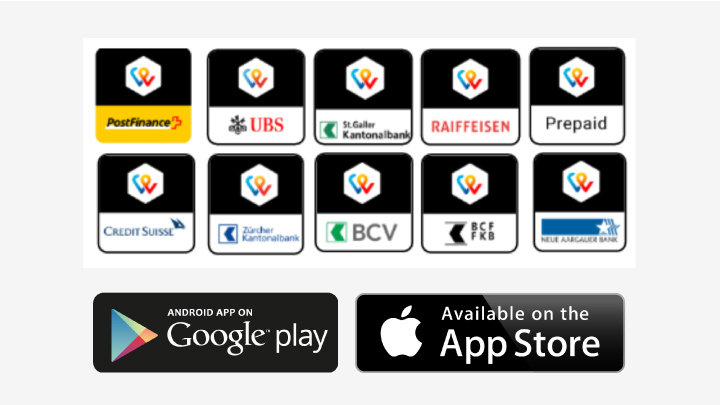 PostFinance
UBS
St.Galler
Kantonalbank
RAIFFEISEN
Prepaid
CREDIT SUISSE
Zürcher
Kantonalbank
BCV
BCF
FKB
NEUE AARGAUER BANK
ANDROID APP ON
Google™ play
Available on the
App Store